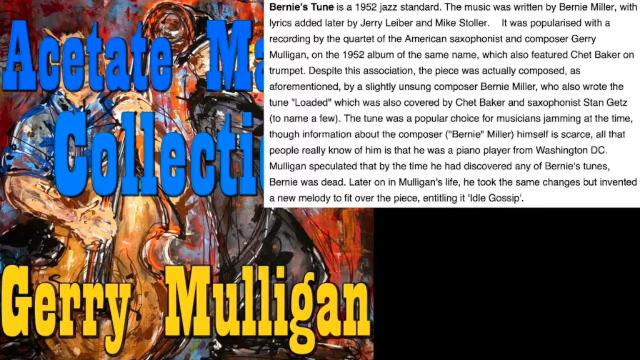 Bernie's Tune is a 1952 jazz standard. The music was written by Bernie Miller, with
lyrics added later by Jerry Leiber and Mike Stoller. It was popularised with a
recording by the quartet of the American saxophonist and composer Gerry
Mulligan, on the 1952 album of the same name, which also featured Chet Baker on
trumpet. Despite this association, the piece was actually composed, as
aforementioned, by a slightly unsung composer Bernie Miller, who also wrote the
tune "Loaded" which was also covered by Chet Baker and saxophonist Stan Getz
(to name a few). The tune was a popular choice for musicians jamming at the time,
though information about the composer ("Bernie" Miller) himself is scarce, all that
people really know of him is that he was a piano player from Washington DC.
Mulligan speculated that by the time he had discovered any of Bernie's tunes,
Bernie was dead. Later on in Mulligan's life, he took the same changes but invented
a new melody to fit over the piece, entitling it 'Idle Gossip'.
Acetate Ma
Collecti
Gerry Mulligan